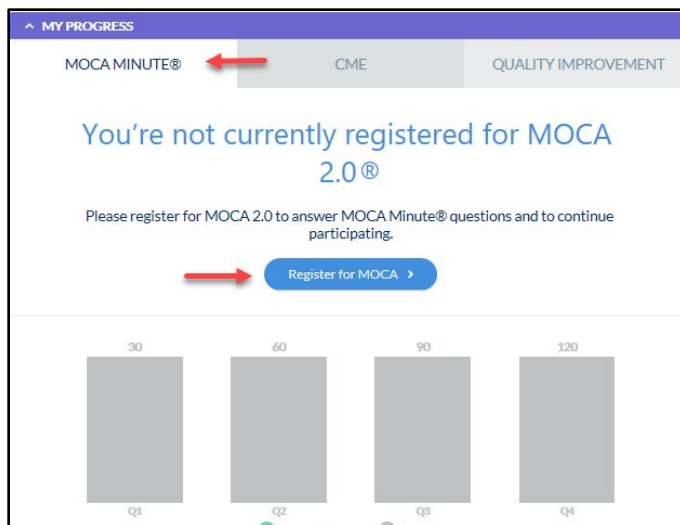 MY PROGRESS
MOCA MINUTE® CME QUALITY IMPROVEMENT
You're not currently registered for MOCA
2.0®
Please register for MOCA 2.0 to answer MOCA Minute® questions and to continue
participating.
Register for MOCA
30 60 90 120
Q1 Q2 Q3 Q4